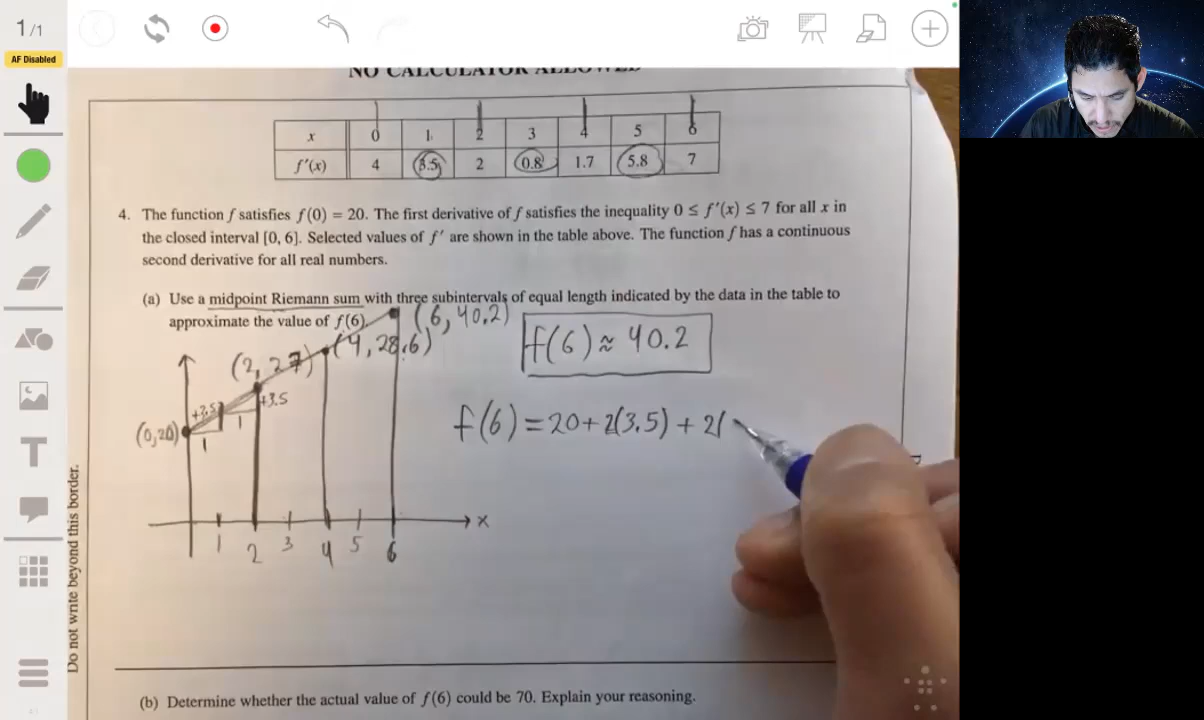 1/1
AF Disabled
NO CALCULATOR ALLOWED
x 0 1 2 3 4 5 6
f'(x) 4 3.5 2 0.8 1.7 5.8 7
4. The function f satisfies f(0) = 20. The first derivative of f satisfies the inequality 0 ≤ f'(x) ≤ 7 for all x in
the closed interval [0, 6]. Selected values of f' are shown in the table above. The function f has a continuous
second derivative for all real numbers.
(a) Use a midpoint Riemann sum with three subintervals of equal length indicated by the data in the table to
approximate the value of f(6).
(6, 40.2)
(4, 28.6)
(2, 27)
f(6) ≈ 40.2
+3.5
+3.5
1
1
(0,20)
f(6) = 20 + 2(3.5) + 2(
x
1 2 3 4 5 6
Do not write beyond this border.
(b) Determine whether the actual value of f(6) could be 70. Explain your reasoning.
T